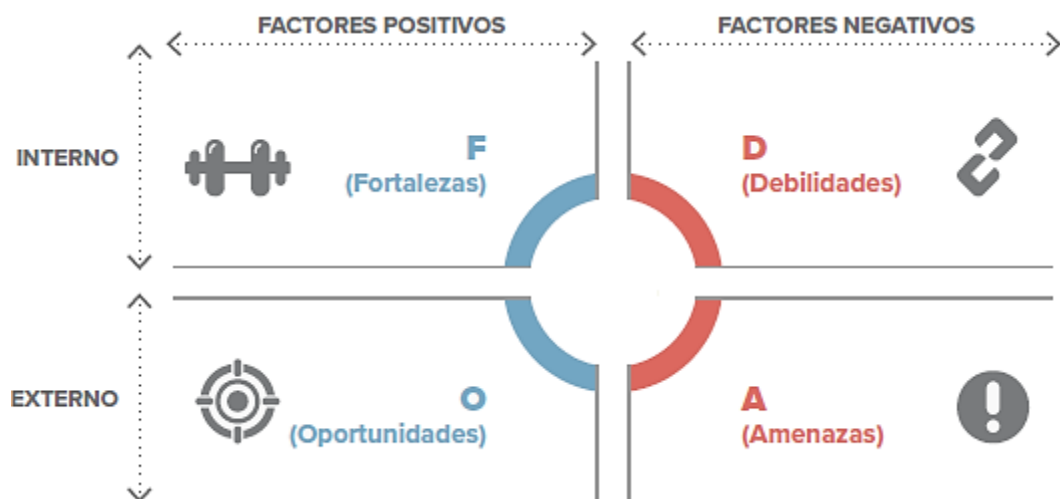 FACTORES POSITIVOS
FACTORES NEGATIVOS
INTERNO
F
(Fortalezas)
D
(Debilidades)
EXTERNO
O
(Oportunidades)
A
(Amenazas)